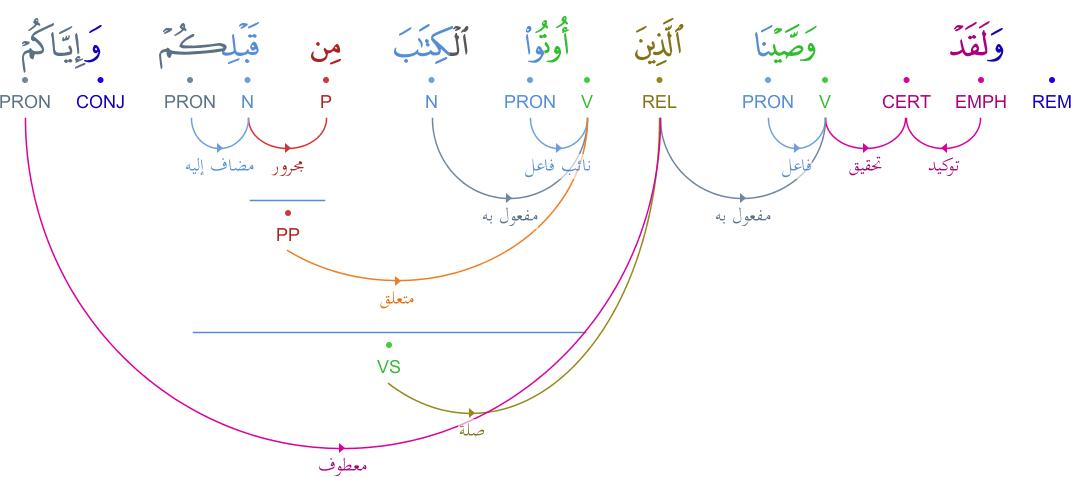 وَلَقَدْ وَصَّيْنَا ٱلَّذِينَ أُوتُوا۟ ٱلْكِتَٰبَ مِن قَبْلِكُمْ وَإِيَّاكُمْ
PRON CONJ PRON N P N PRON V REL PRON V CERT EMPH REM
مضاف إليه مجرور نائب فاعل فاعل تحقيق توكيد
مفعول به مفعول به
PP
متعلق
VS
صلة
معطوف